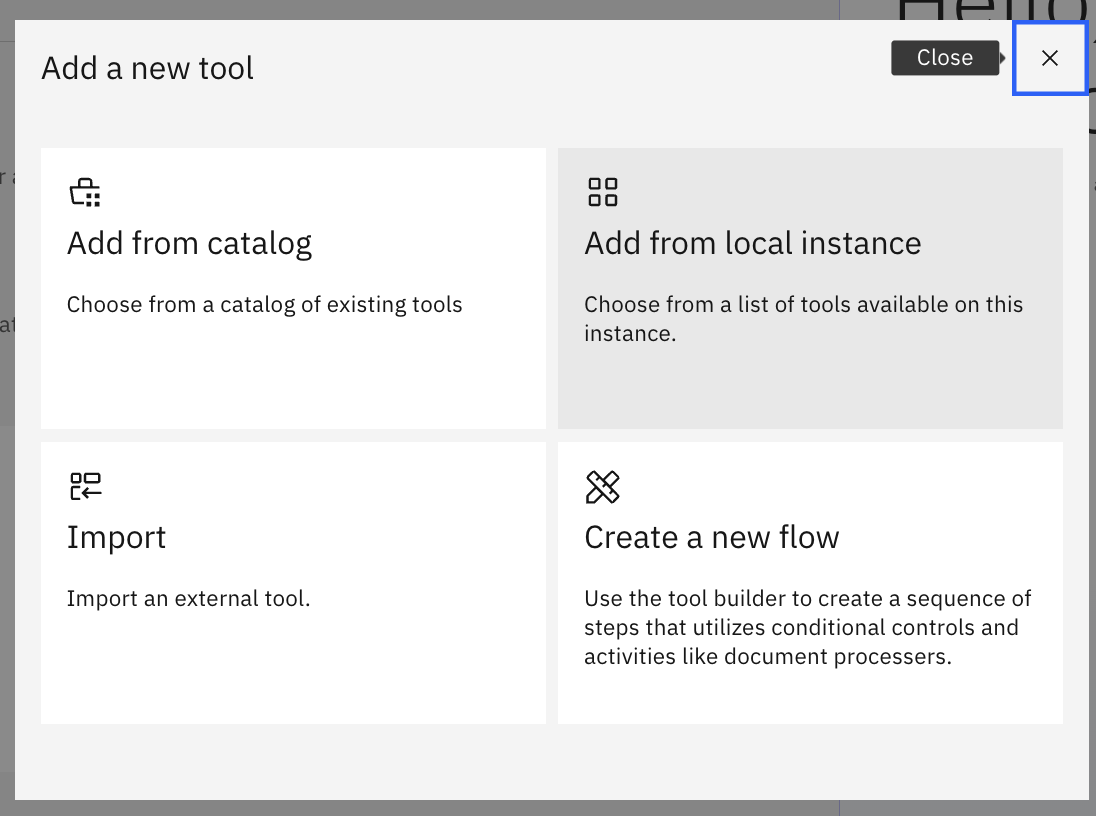 Hello,
Add a new tool
Close
Add from catalog
Choose from a catalog of existing tools
Add from local instance
Choose from a list of tools available on this
instance.
Import
Import an external tool.
Create a new flow
Use the tool builder to create a sequence of
steps that utilizes conditional controls and
activities like document processers.